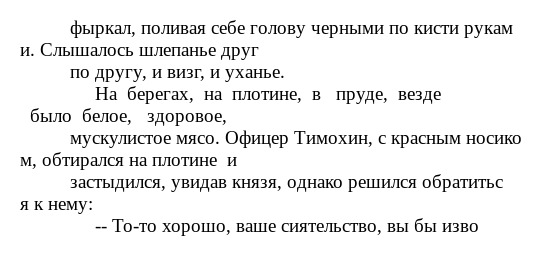 фыркал, поливая себе голову черными по кисти рукам
и. Слышалось шлепанье друг
по другу, и визг, и уханье.
На берегах, на плотине, в пруде, везде
было белое, здоровое,
мускулистое мясо. Офицер Тимохин, с красным носико
м, обтирался на плотине и
застыдился, увидав князя, однако решился обратитьс
я к нему:
-- То-то хорошо, ваше сиятельство, вы бы изво